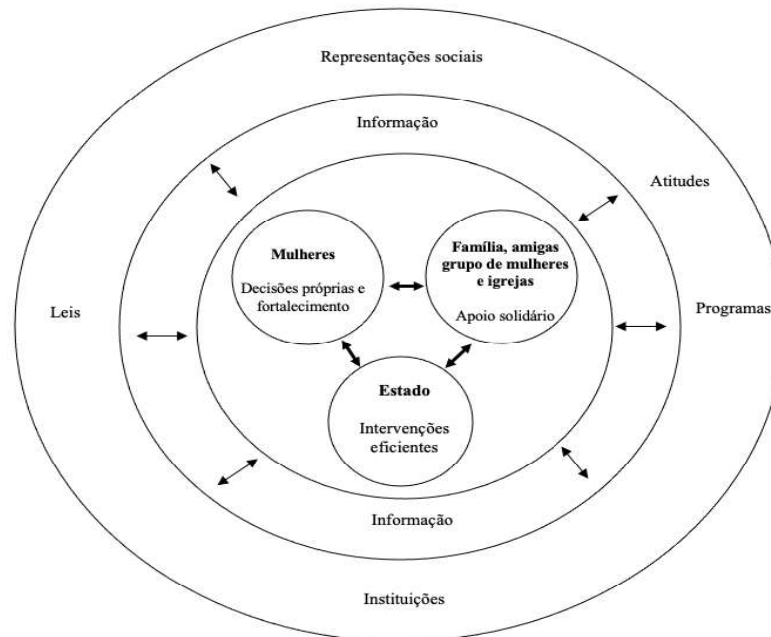 Representações sociais
Informação
Atitudes
Mulheres
Decisões próprias e
fortalecimento
Família, amigas
grupo de mulheres
e igrejas
Apoio solidário
Leis
Programas
Estado
Intervenções
eficientes
Informação
Instituições